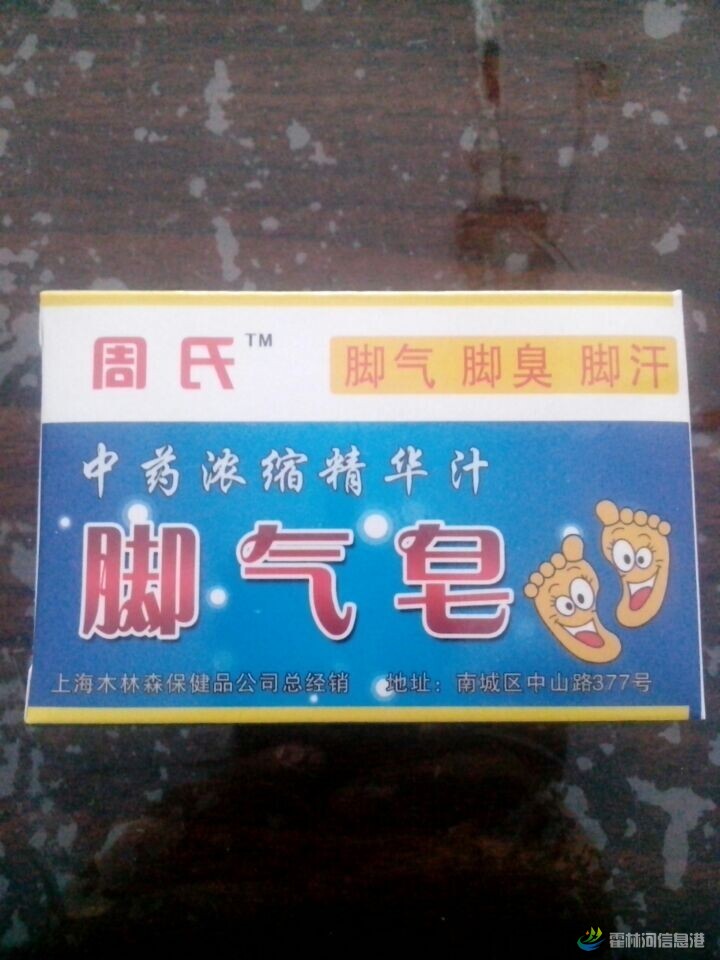 周氏™
脚气 脚臭 脚汗
中药浓缩精华汁
脚气皂
上海木林森保健品公司总经销 地址：南城区中山路377号
霍林河信息港